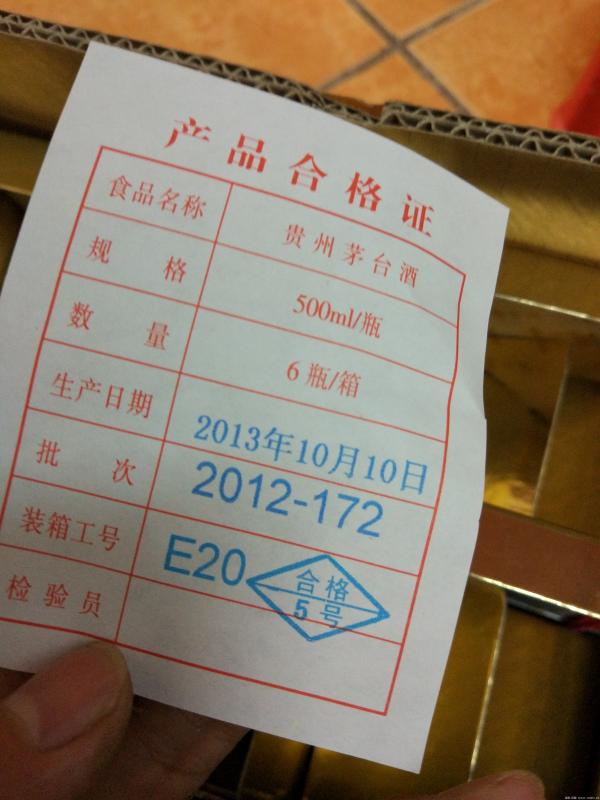 产品合格证
食品名称 贵州茅台酒
规格 500ml/瓶
数量 6瓶/箱
生产日期 2013年10月10日
批次 2012-172
装箱工号 E20
合格
5号
检验员